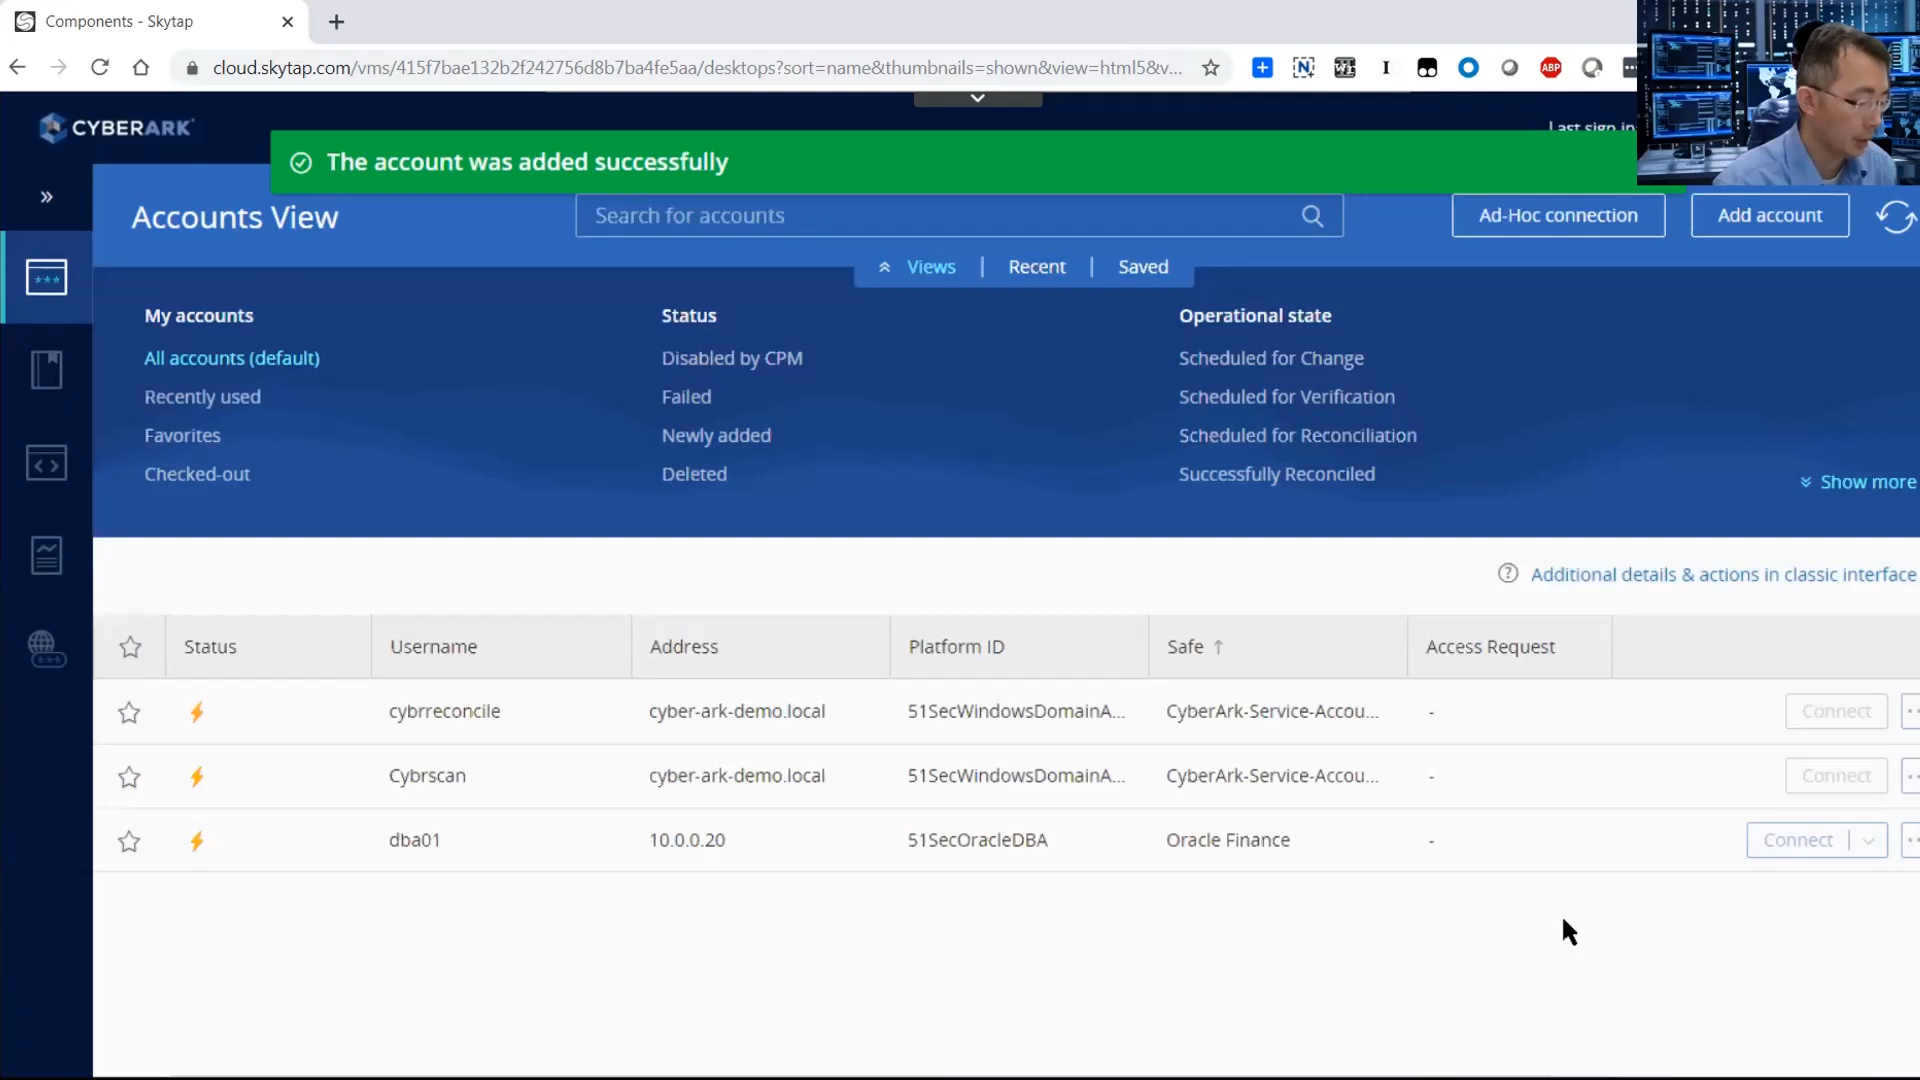 Components - Skytap
cloud.skytap.com/vms/415f7bae132b2f242756d8b7ba4fe5aa/desktops?sort=name&thumbnails=shown&view=html5&v...
ABP
CYBERARK
Last sign in
The account was added successfully
Accounts View
Search for accounts
Ad-Hoc connection
Add account
Views | Recent | Saved
My accounts Status Operational state
All accounts (default) Disabled by CPM Scheduled for Change
Recently used Failed Scheduled for Verification
Favorites Newly added Scheduled for Reconciliation
Checked-out Deleted Successfully Reconciled
Show more
Additional details & actions in classic interface
Status Username Address Platform ID Safe ↑ Access Request
cybrreconcile cyber-ark-demo.local 51SecWindowsDomainA... CyberArk-Service-Accou... - Connect
Cybrscan cyber-ark-demo.local 51SecWindowsDomainA... CyberArk-Service-Accou... - Connect
dba01 10.0.0.20 51SecOracleDBA Oracle Finance - Connect